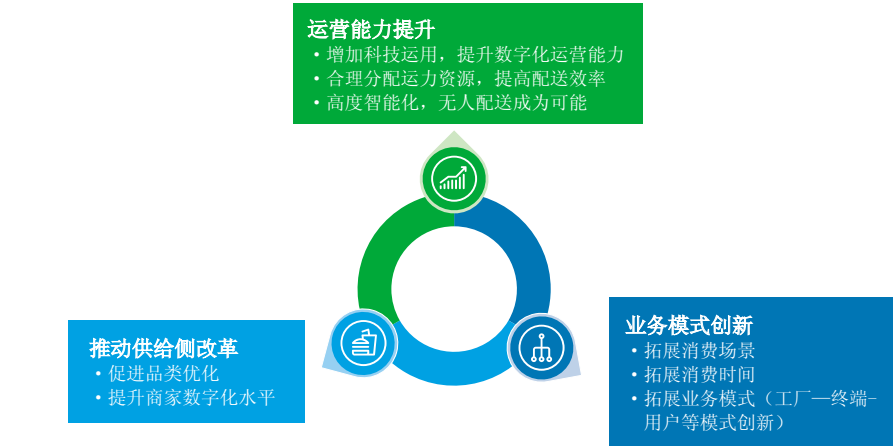 运营能力提升
·增加科技运用，提升数字化运营能力
·合理分配运力资源，提高配送效率
·高度智能化，无人配送成为可能
推动供给侧改革
·促进品类优化
·提升商家数字化水平
业务模式创新
·拓展消费场景
·拓展消费时间
·拓展业务模式（工厂—终端-
用户等模式创新）